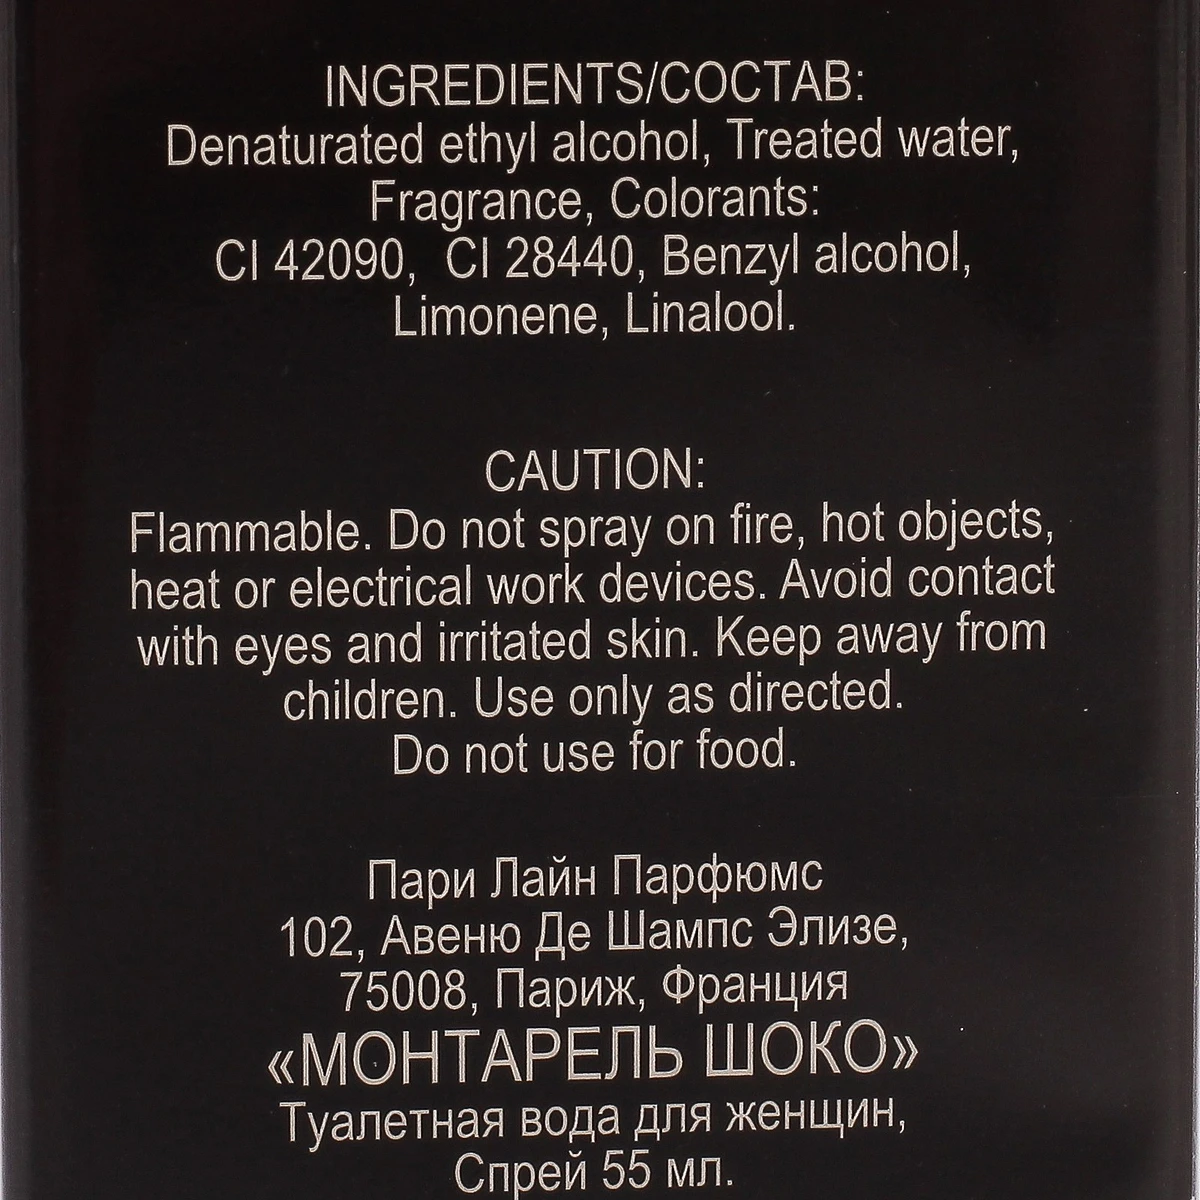 INGREDIENTS/СОСТАВ:
Denaturated ethyl alcohol, Treated water,
Fragrance, Colorants:
CI 42090, CI 28440, Benzyl alcohol,
Limonene, Linalool.
CAUTION:
Flammable. Do not spray on fire, hot objects,
heat or electrical work devices. Avoid contact
with eyes and irritated skin. Keep away from
children. Use only as directed.
Do not use for food.
Пари Лайн Парфюмс
102, Авеню Де Шампс Элизе,
75008, Париж, Франция
«МОНТАРЕЛЬ ШОКО»
Туалетная вода для женщин,
Спрей 55 мл.